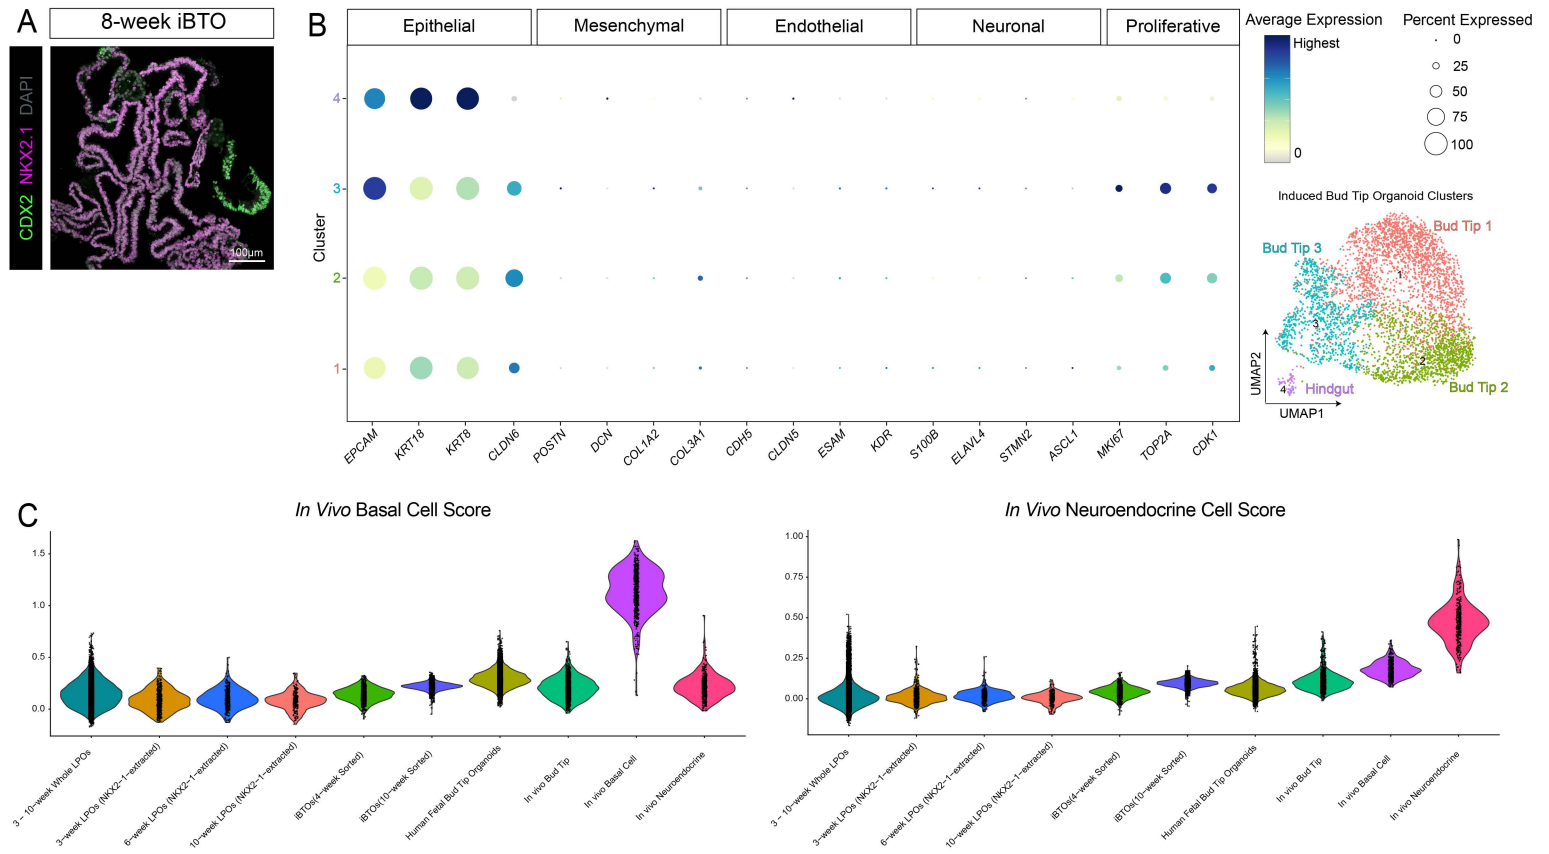 A
8-week iBTO
CDX2 NKX2.1 DAPI
100μm
B
Epithelial
Mesenchymal
Endothelial
Neuronal
Proliferative
Cluster
4
3
2
1
EPCAM
KRT18
KRT8
CLDN6
POSTN
DCN
COL1A2
COL3A1
CDH5
CLDN5
ESAM
KDR
S100B
ELAVL4
STMN2
ASCL1
MKI67
TOP2A
CDK1
Average Expression
Highest
0
Percent Expressed
0
25
50
75
100
Induced Bud Tip Organoid Clusters
Bud Tip 1
Bud Tip 3
1
3
2
4
Hindgut
Bud Tip 2
UMAP2
UMAP1
C
In Vivo Basal Cell Score
1.5
1.0
0.5
0.0
3−10−week Whole LPOs
3−week LPOs (NKX2−1−extracted)
6−week LPOs (NKX2−1−extracted)
10−week LPOs (NKX2−1−extracted)
iBTOs(4−week Sorted)
iBTOs(10−week Sorted)
Human Fetal Bud Tip Organoids
In vivo Bud Tip
In vivo Basal Cell
In vivo Neuroendocrine
In Vivo Neuroendocrine Cell Score
1.00
0.75
0.50
0.25
0.00
3−10−week Whole LPOs
3−week LPOs (NKX2−1−extracted)
6−week LPOs (NKX2−1−extracted)
10−week LPOs (NKX2−1−extracted)
iBTOs(4−week Sorted)
iBTOs(10−week Sorted)
Human Fetal Bud Tip Organoids
In vivo Bud Tip
In vivo Basal Cell
In vivo Neuroendocrine